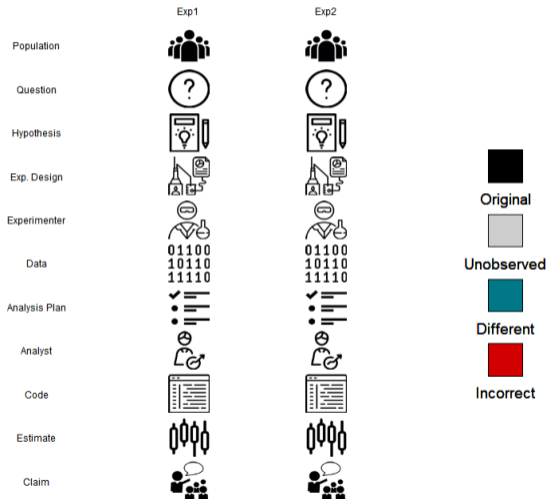 Exp1 Exp2
Population
Question
? ?
Hypothesis
Exp. Design
Experimenter
Data
01100 01100
10110 10110
11110 11110
Analysis Plan
Analyst
Code
Estimate
Claim
Original
Unobserved
Different
Incorrect